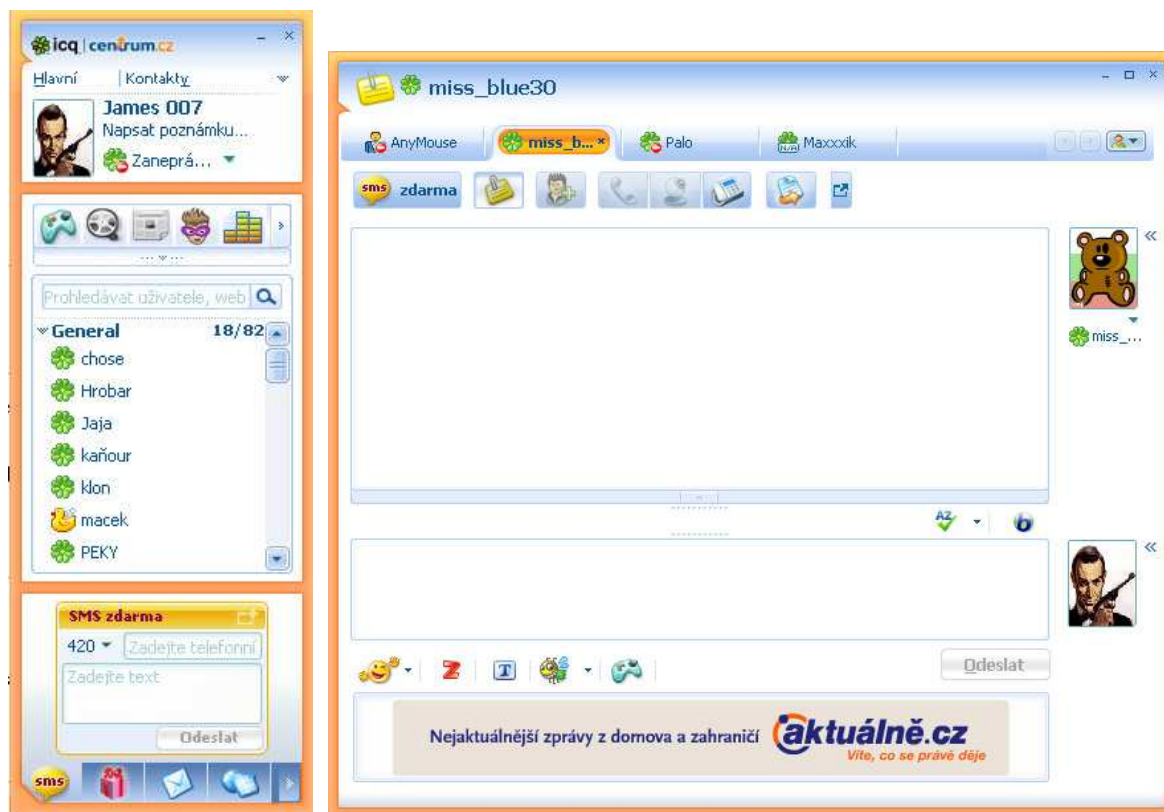 icq | centrum.cz
Hlavní | Kontakty
James 007
Napsat poznámku...
Zaneprá...
Prohledávat uživatele, web
General 18/82
chose
Hrobar
Jaja
kaňour
klon
macek
PEKY
SMS zdarma
420 Zadejte telefonní
Zadejte text
Odeslat
sms
miss_blue30
AnyMouse miss_b... Palo N/A Maxxxik
sms zdarma
miss_...
AZ b
Z T
Odeslat
Nejaktuálnější zprávy z domova a zahraničí aktuálně.cz
Víte, co se právě děje